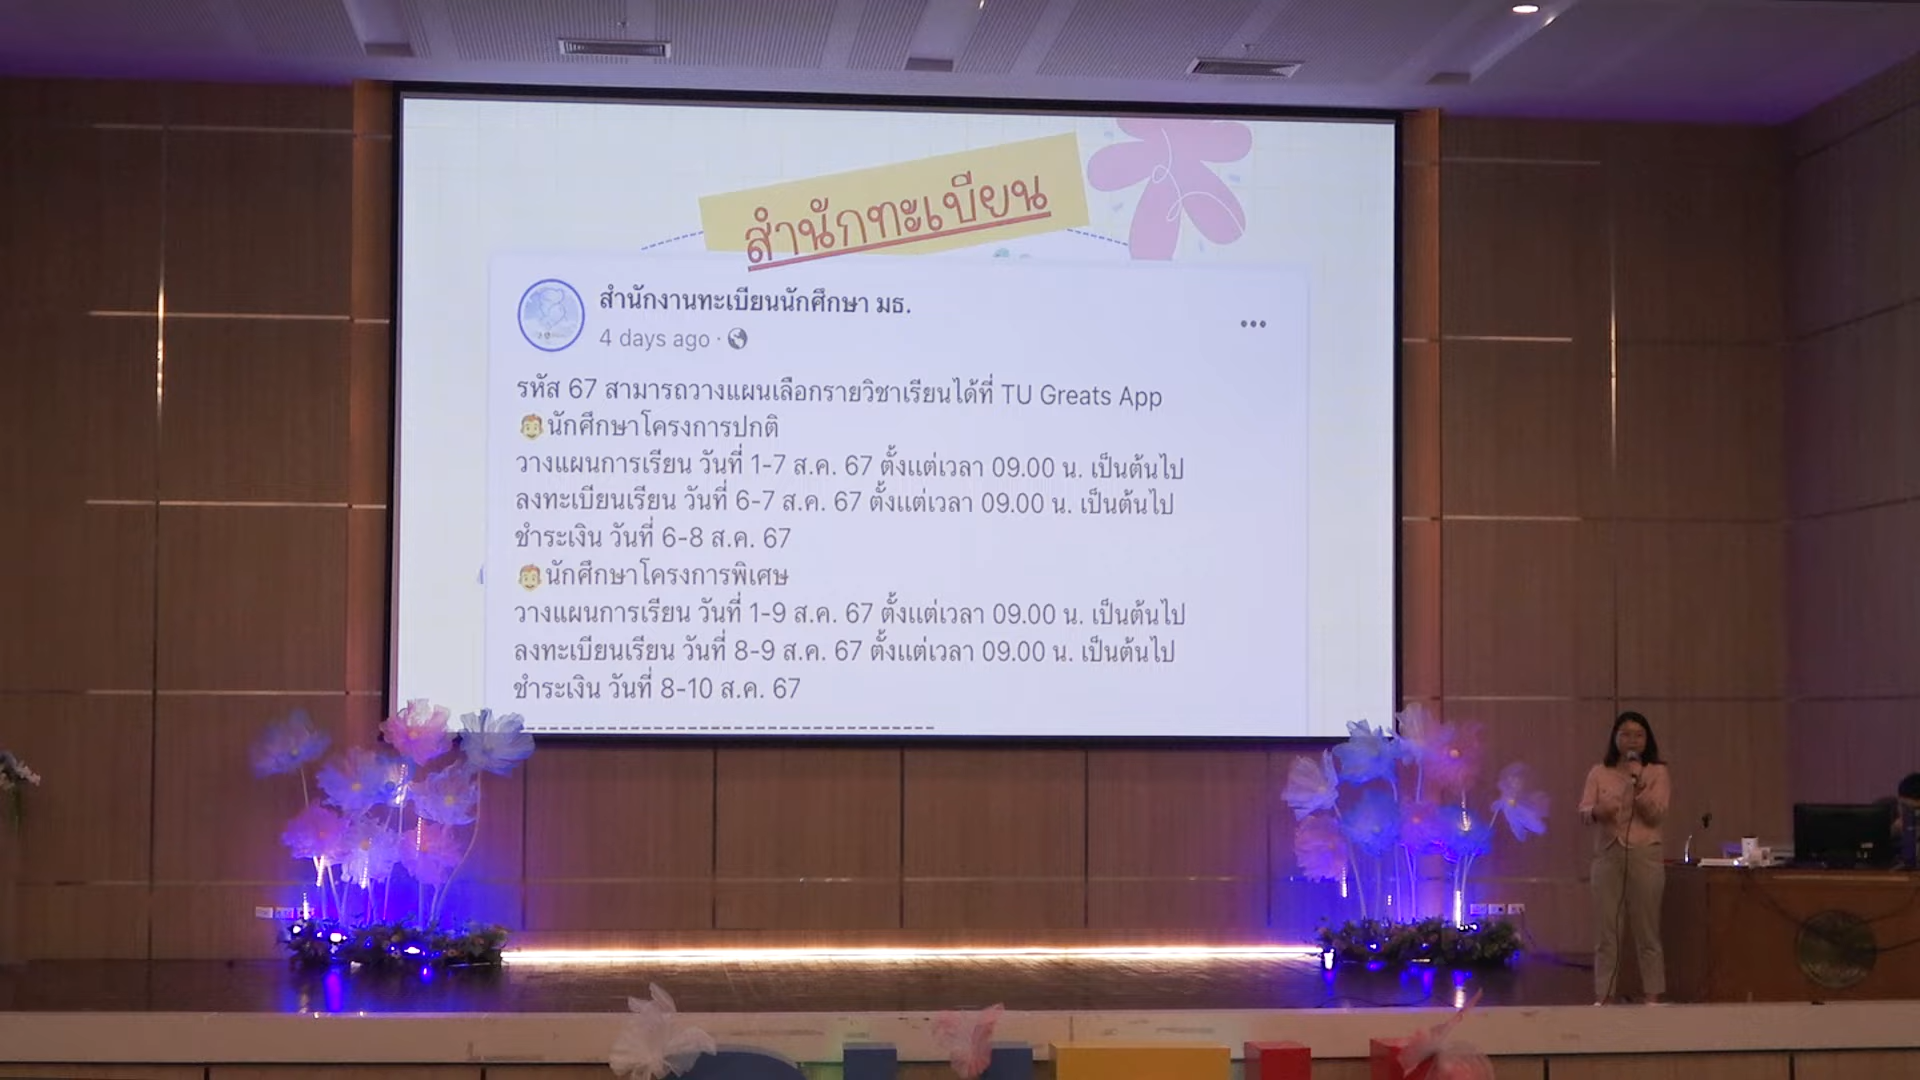 สำนักทะเบียน
สำนักงานทะเบียนนักศึกษา มธ.
4 days ago ·
รหัส 67 สามารถวางแผนเลือกรายวิชาเรียนได้ที่ TU Greats App
นักศึกษาโครงการปกติ
วางแผนการเรียน วันที่ 1-7 ส.ค. 67 ตั้งแต่เวลา 09.00 น. เป็นต้นไป
ลงทะเบียนเรียน วันที่ 6-7 ส.ค. 67 ตั้งแต่เวลา 09.00 น. เป็นต้นไป
ชำระเงิน วันที่ 6-8 ส.ค. 67
นักศึกษาโครงการพิเศษ
วางแผนการเรียน วันที่ 1-9 ส.ค. 67 ตั้งแต่เวลา 09.00 น. เป็นต้นไป
ลงทะเบียนเรียน วันที่ 8-9 ส.ค. 67 ตั้งแต่เวลา 09.00 น. เป็นต้นไป
ชำระเงิน วันที่ 8-10 ส.ค. 67